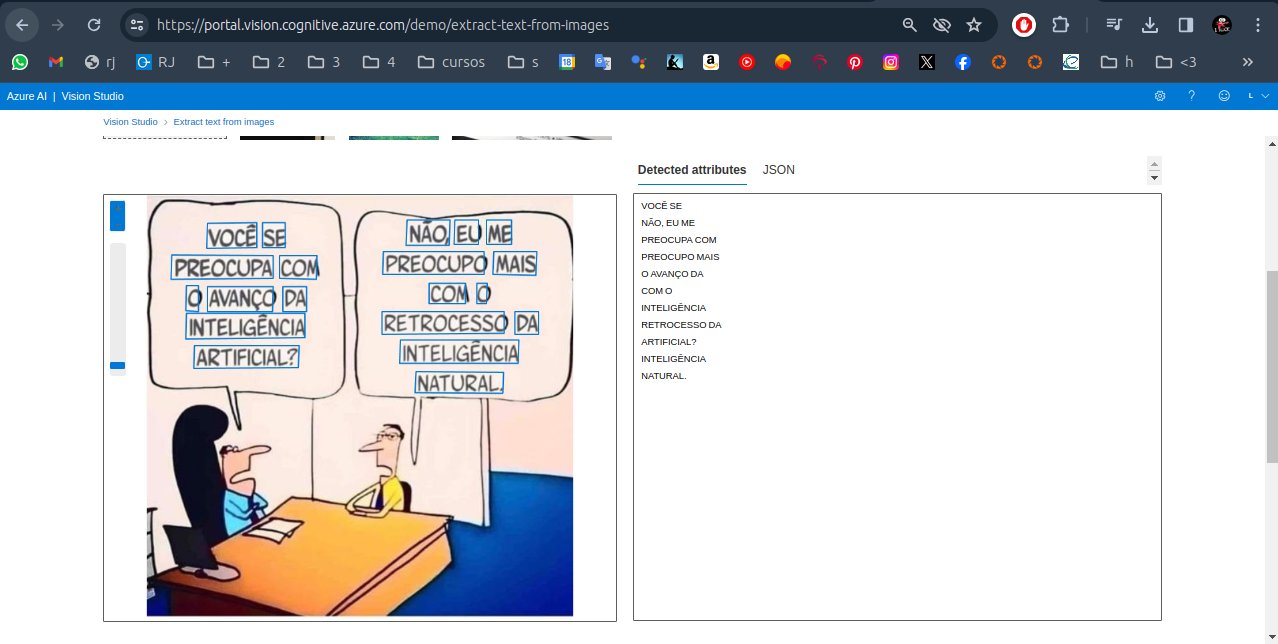 https://portal.vision.cognitive.azure.com/demo/extract-text-from-images
rj
RJ
+
2
3
4
cursos
s
18
h
<3
»
Azure AI | Vision Studio
?
L
Vision Studio > Extract text from images
Detected attributes
JSON
VOCÊ SE
PREOCUPA COM
O AVANÇO DA
INTELIGÊNCIA
ARTIFICIAL?
NÃO, EU ME
PREOCUPO MAIS
COM O
RETROCESSO DA
INTELIGÊNCIA
NATURAL.
VOCÊ SE
NÃO, EU ME
PREOCUPA COM
PREOCUPO MAIS
O AVANÇO DA
COM O
INTELIGÊNCIA
RETROCESSO DA
ARTIFICIAL?
INTELIGÊNCIA
NATURAL.